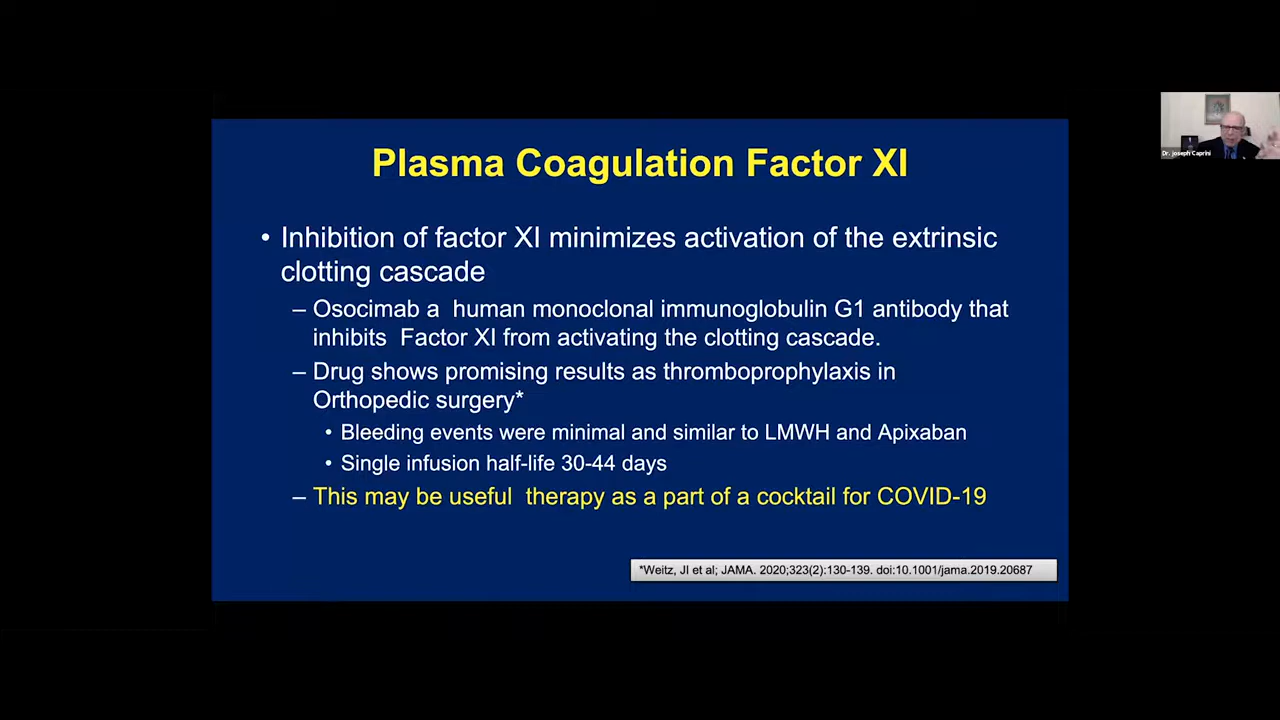 Plasma Coagulation Factor XI
• Inhibition of factor XI minimizes activation of the extrinsic
clotting cascade
– Osocimab a human monoclonal immunoglobulin G1 antibody that
inhibits Factor XI from activating the clotting cascade.
– Drug shows promising results as thromboprophylaxis in
Orthopedic surgery*
• Bleeding events were minimal and similar to LMWH and Apixaban
• Single infusion half-life 30-44 days
– This may be useful therapy as a part of a cocktail for COVID-19
*Weitz, JI et al; JAMA. 2020;323(2):130-139. doi:10.1001/jama.2019.20687
Dr. joseph Caprini